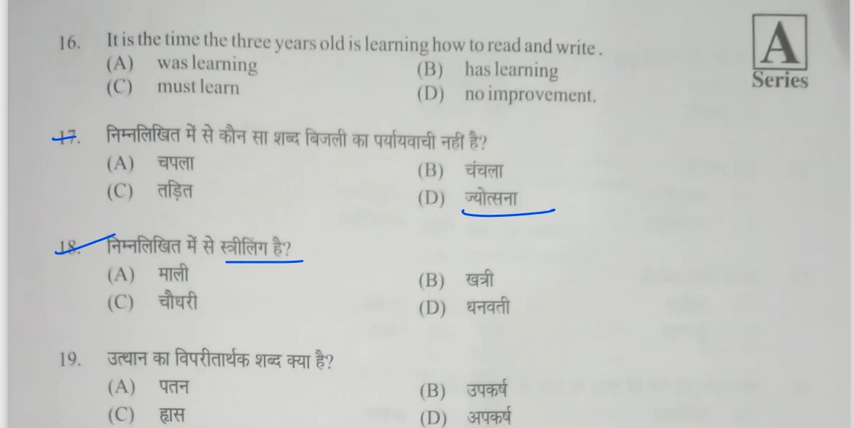 A
Series
16. It is the time the three years old is learning how to read and write .
(A) was learning (B) has learning
(C) must learn (D) no improvement.
17. निम्नलिखित में से कौन सा शब्द बिजली का पर्यायवाची नहीं है?
(A) चपला (B) चंचला
(C) तड़ित (D) ज्योत्सना
18. निम्नलिखित में से स्त्रीलिंग है?
(A) माली (B) खत्री
(C) चौधरी (D) धनवती
19. उत्थान का विपरीतार्थक शब्द क्या है?
(A) पतन (B) उपकर्ष
(C) ह्रास (D) अपकर्ष